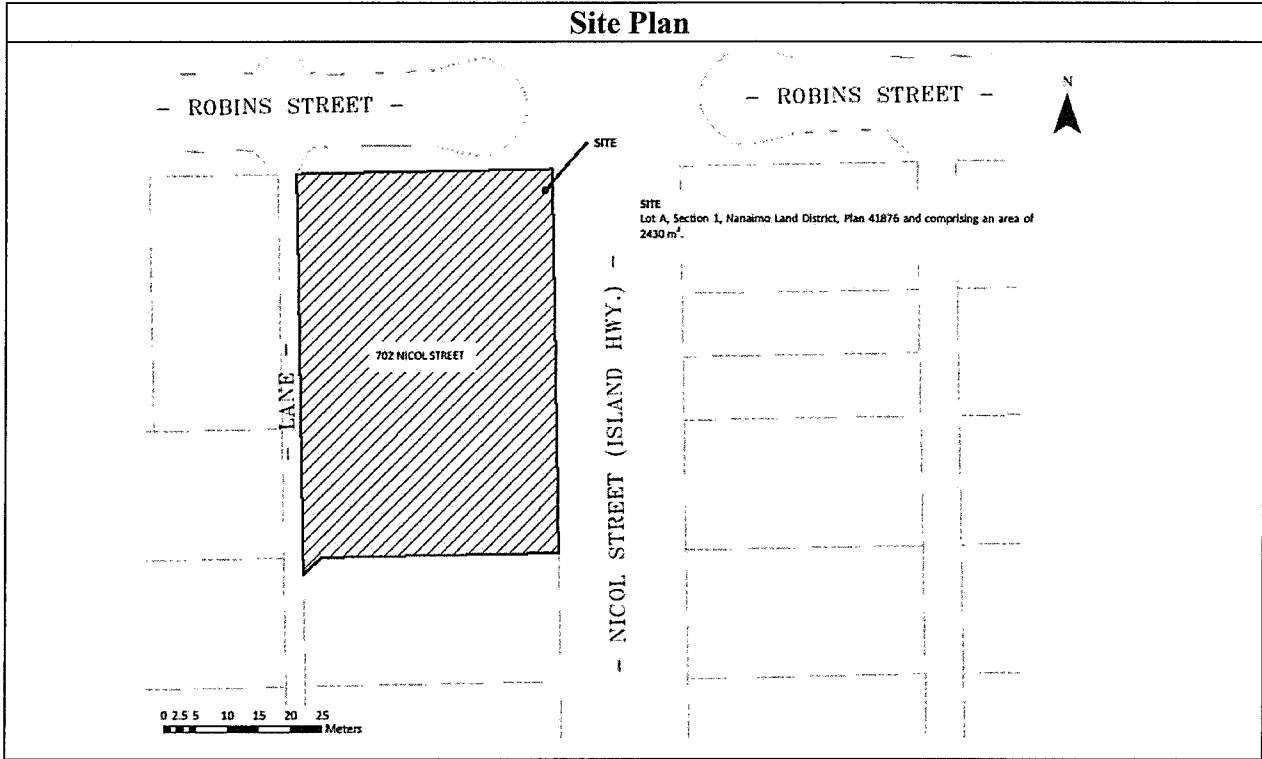 Site Plan
- ROBINS STREET -
- ROBINS STREET -
N
SITE
SITE
Lot A, Section 1, Nanaimo Land District, Plan 41876 and comprising an area of
2430 m².
702 NICOL STREET
- LANE -
- NICOL STREET (ISLAND HWY.) -
0 2.5 5 10 15 20 25
Meters